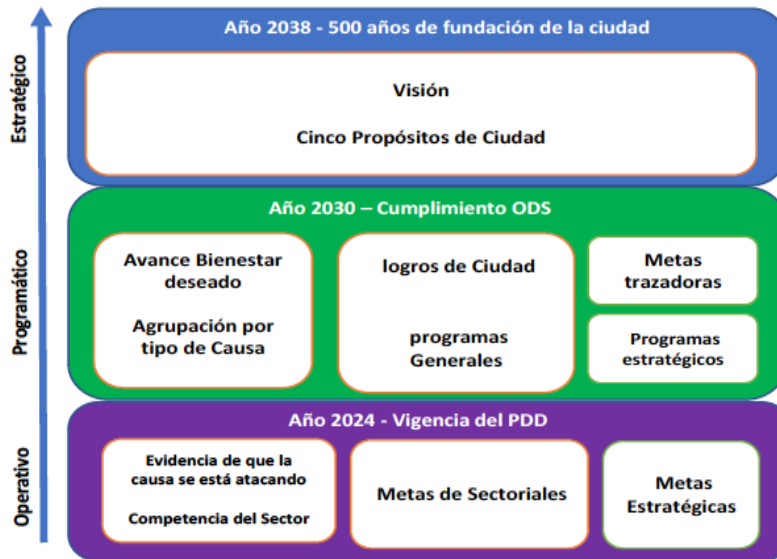 Estratégico
Año 2038 - 500 años de fundación de la ciudad
Visión
Cinco Propósitos de Ciudad
Programático
Año 2030 – Cumplimiento ODS
Avance Bienestar
deseado
Agrupación por
tipo de Causa
logros de Ciudad
programas
Generales
Metas
trazadoras
Programas
estratégicos
Operativo
Año 2024 - Vigencia del PDD
Evidencia de que la
causa se está atacando
Competencia del Sector
Metas de Sectoriales
Metas
Estratégicas